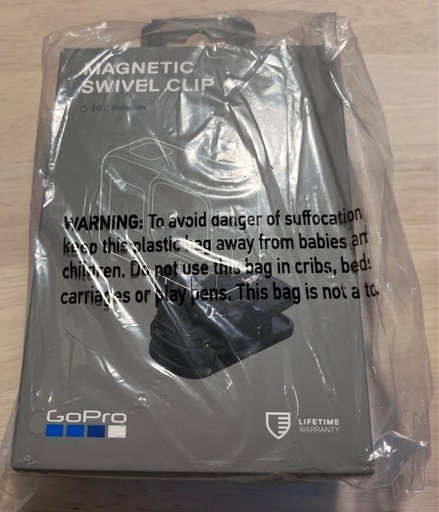 MAGNETIC
SWIVEL CLIP
360° Rotation
WARNING: To avoid danger of suffocation
keep this plastic bag away from babies an
children. Do not use this bag in cribs, beds
carriages or play pens. This bag is not a to.
GoPro
LIFETIME
WARRANTY